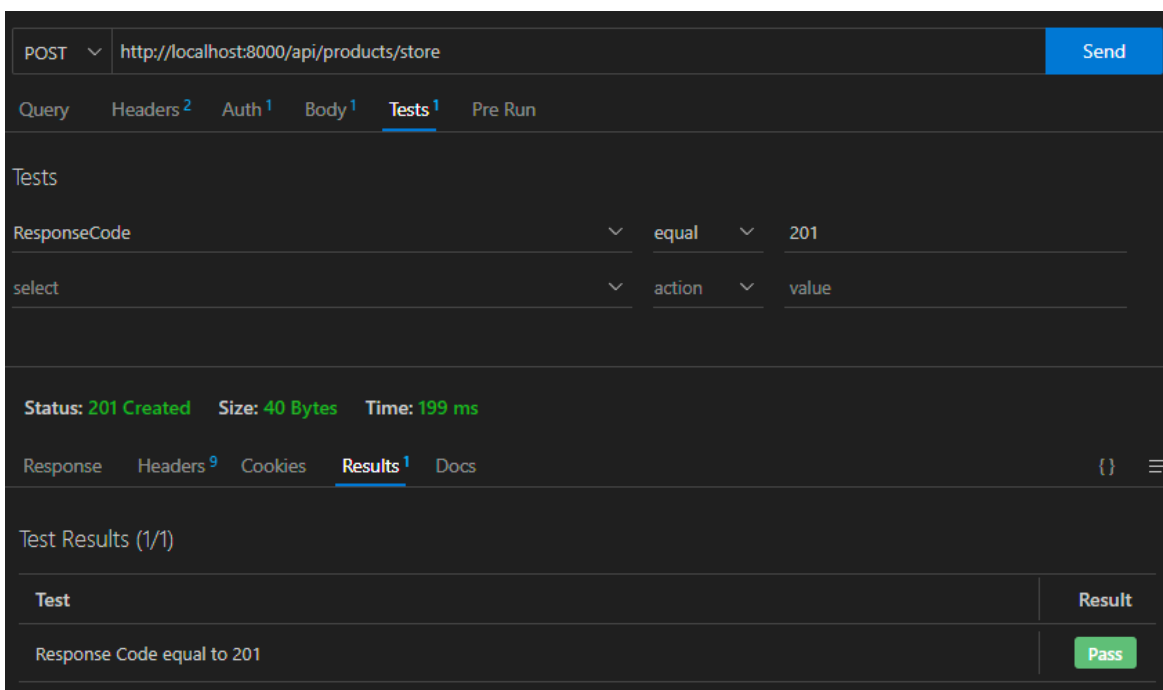 POST http://localhost:8000/api/products/store Send
Query Headers 2 Auth 1 Body 1 Tests 1 Pre Run
Tests
ResponseCode equal 201
select action value
Status: 201 Created Size: 40 Bytes Time: 199 ms
Response Headers 9 Cookies Results 1 Docs {}
Test Results (1/1)
Test Result
Response Code equal to 201 Pass